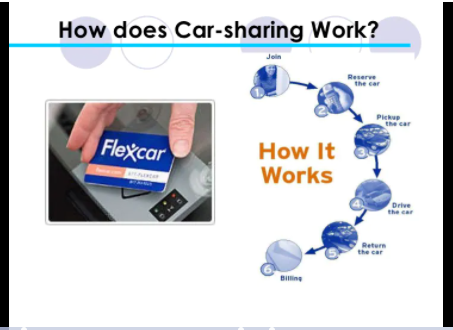 How does Car-sharing Work?
Join
1
Reserve
the car
2
Pickup
the car
3
How It
Works
Flexcar
Drive
the car
4
Return
the car
5
6
Billing